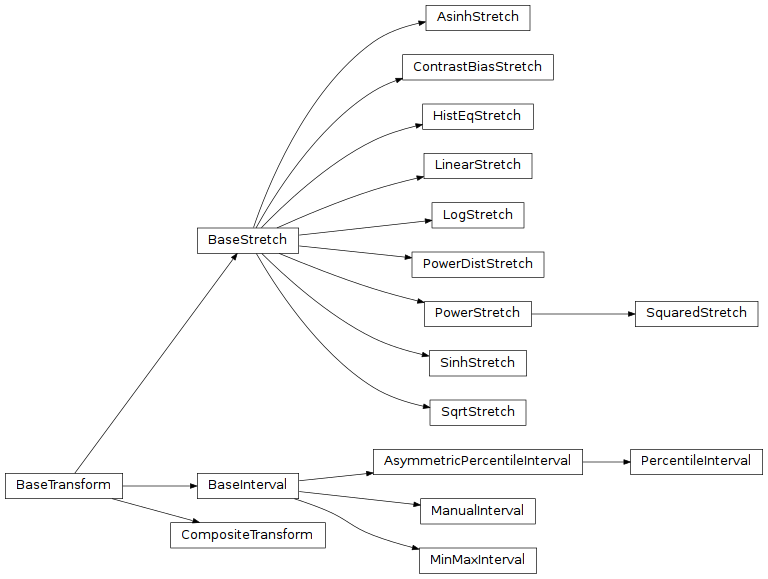 AsinhStretch
ContrastBiasStretch
HistEqStretch
LinearStretch
LogStretch
BaseStretch
PowerDistStretch
PowerStretch
SquaredStretch
SinhStretch
SqrtStretch
AsymmetricPercentileInterval
PercentileInterval
BaseTransform
BaseInterval
ManualInterval
CompositeTransform
MinMaxInterval